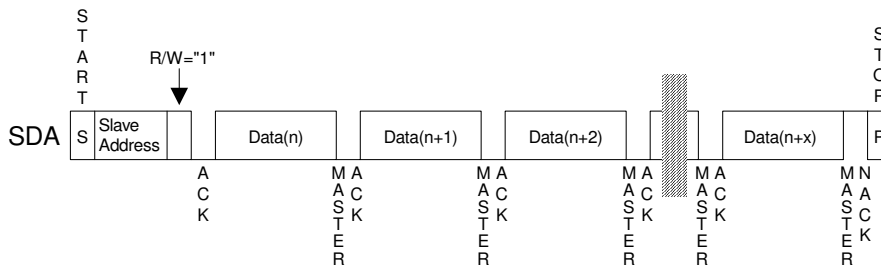 START
R/W="1"
STOP
SDA
S
Slave
Address
Data(n)
Data(n+1)
Data(n+2)
Data(n+x)
P
ACK
MASTER
ACK
MASTER
ACK
MASTER
ACK
MASTER
ACK
MASTER
NACK